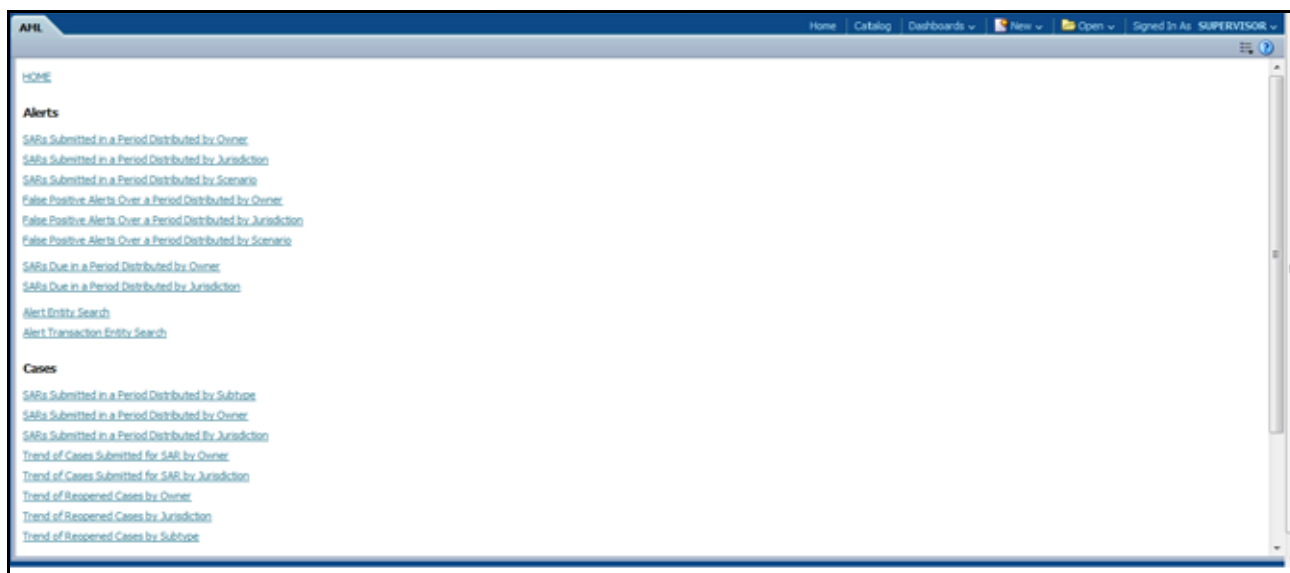 AML
Home Catalog Dashboards New Open Signed In As SUPERVISOR
HOME
Alerts
SARs Submitted in a Period Distributed by Owner
SARs Submitted in a Period Distributed by Jurisdiction
SARs Submitted in a Period Distributed by Scenario
False Positive Alerts Over a Period Distributed by Owner
False Positive Alerts Over a Period Distributed by Jurisdiction
False Positive Alerts Over a Period Distributed by Scenario
SARs Due in a Period Distributed by Owner
SARs Due in a Period Distributed by Jurisdiction
Alert Entity Search
Alert Transaction Entity Search
Cases
SARs Submitted in a Period Distributed by Subtype
SARs Submitted in a Period Distributed by Owner
SARs Submitted in a Period Distributed By Jurisdiction
Trend of Cases Submitted for SAR by Owner
Trend of Cases Submitted for SAR by Jurisdiction
Trend of Reopened Cases by Owner
Trend of Reopened Cases by Jurisdiction
Trend of Reopened Cases by Subtype